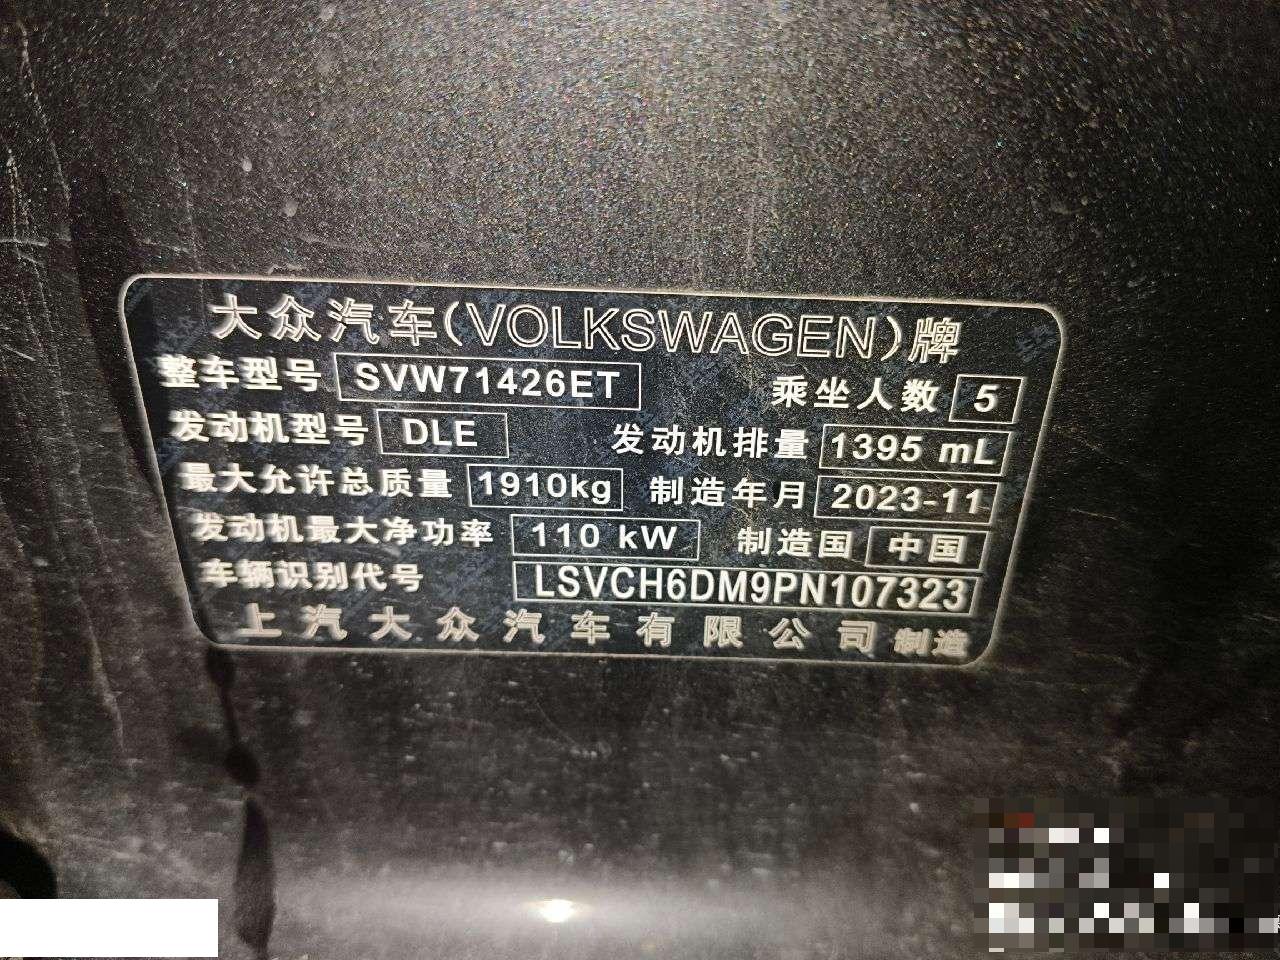 大众汽车(VOLKSWAGEN)牌
整车型号 SVW71426ET 乘坐人数 5
发动机型号 DLE 发动机排量 1395 mL
最大允许总质量 1910kg 制造年月 2023-11
发动机最大净功率 110 kW 制造国 中国
车辆识别代号 LSVCH6DM9PN107323
上汽大众汽车有限公司制造